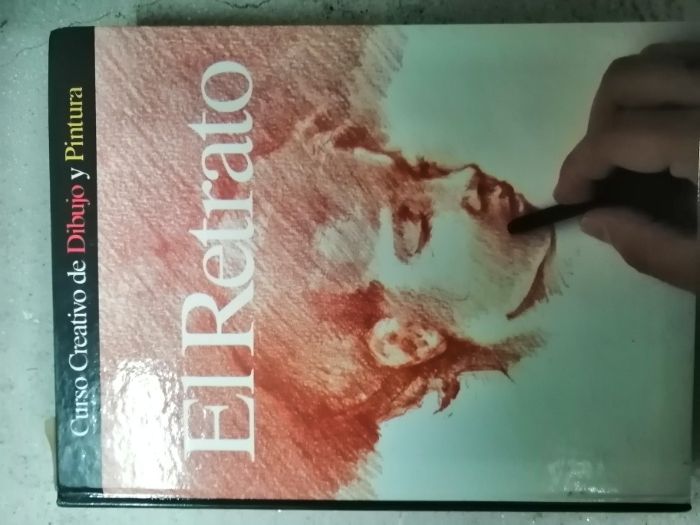 Curso Creativo de Dibujo y Pintura
El Retrato